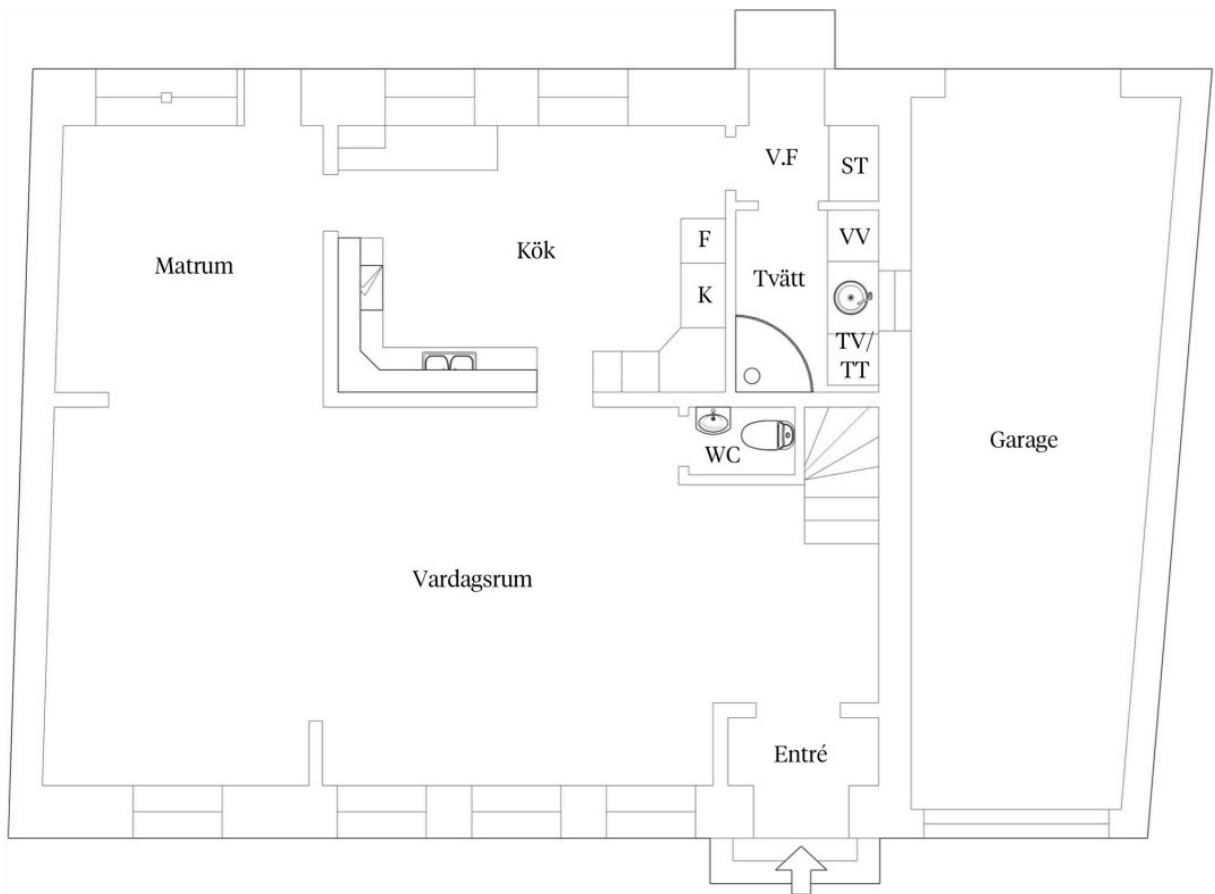 V.F
ST
Matrum
Kök
F
VV
K
Tvätt
TV/
TT
WC
Garage
Vardagsrum
Entré